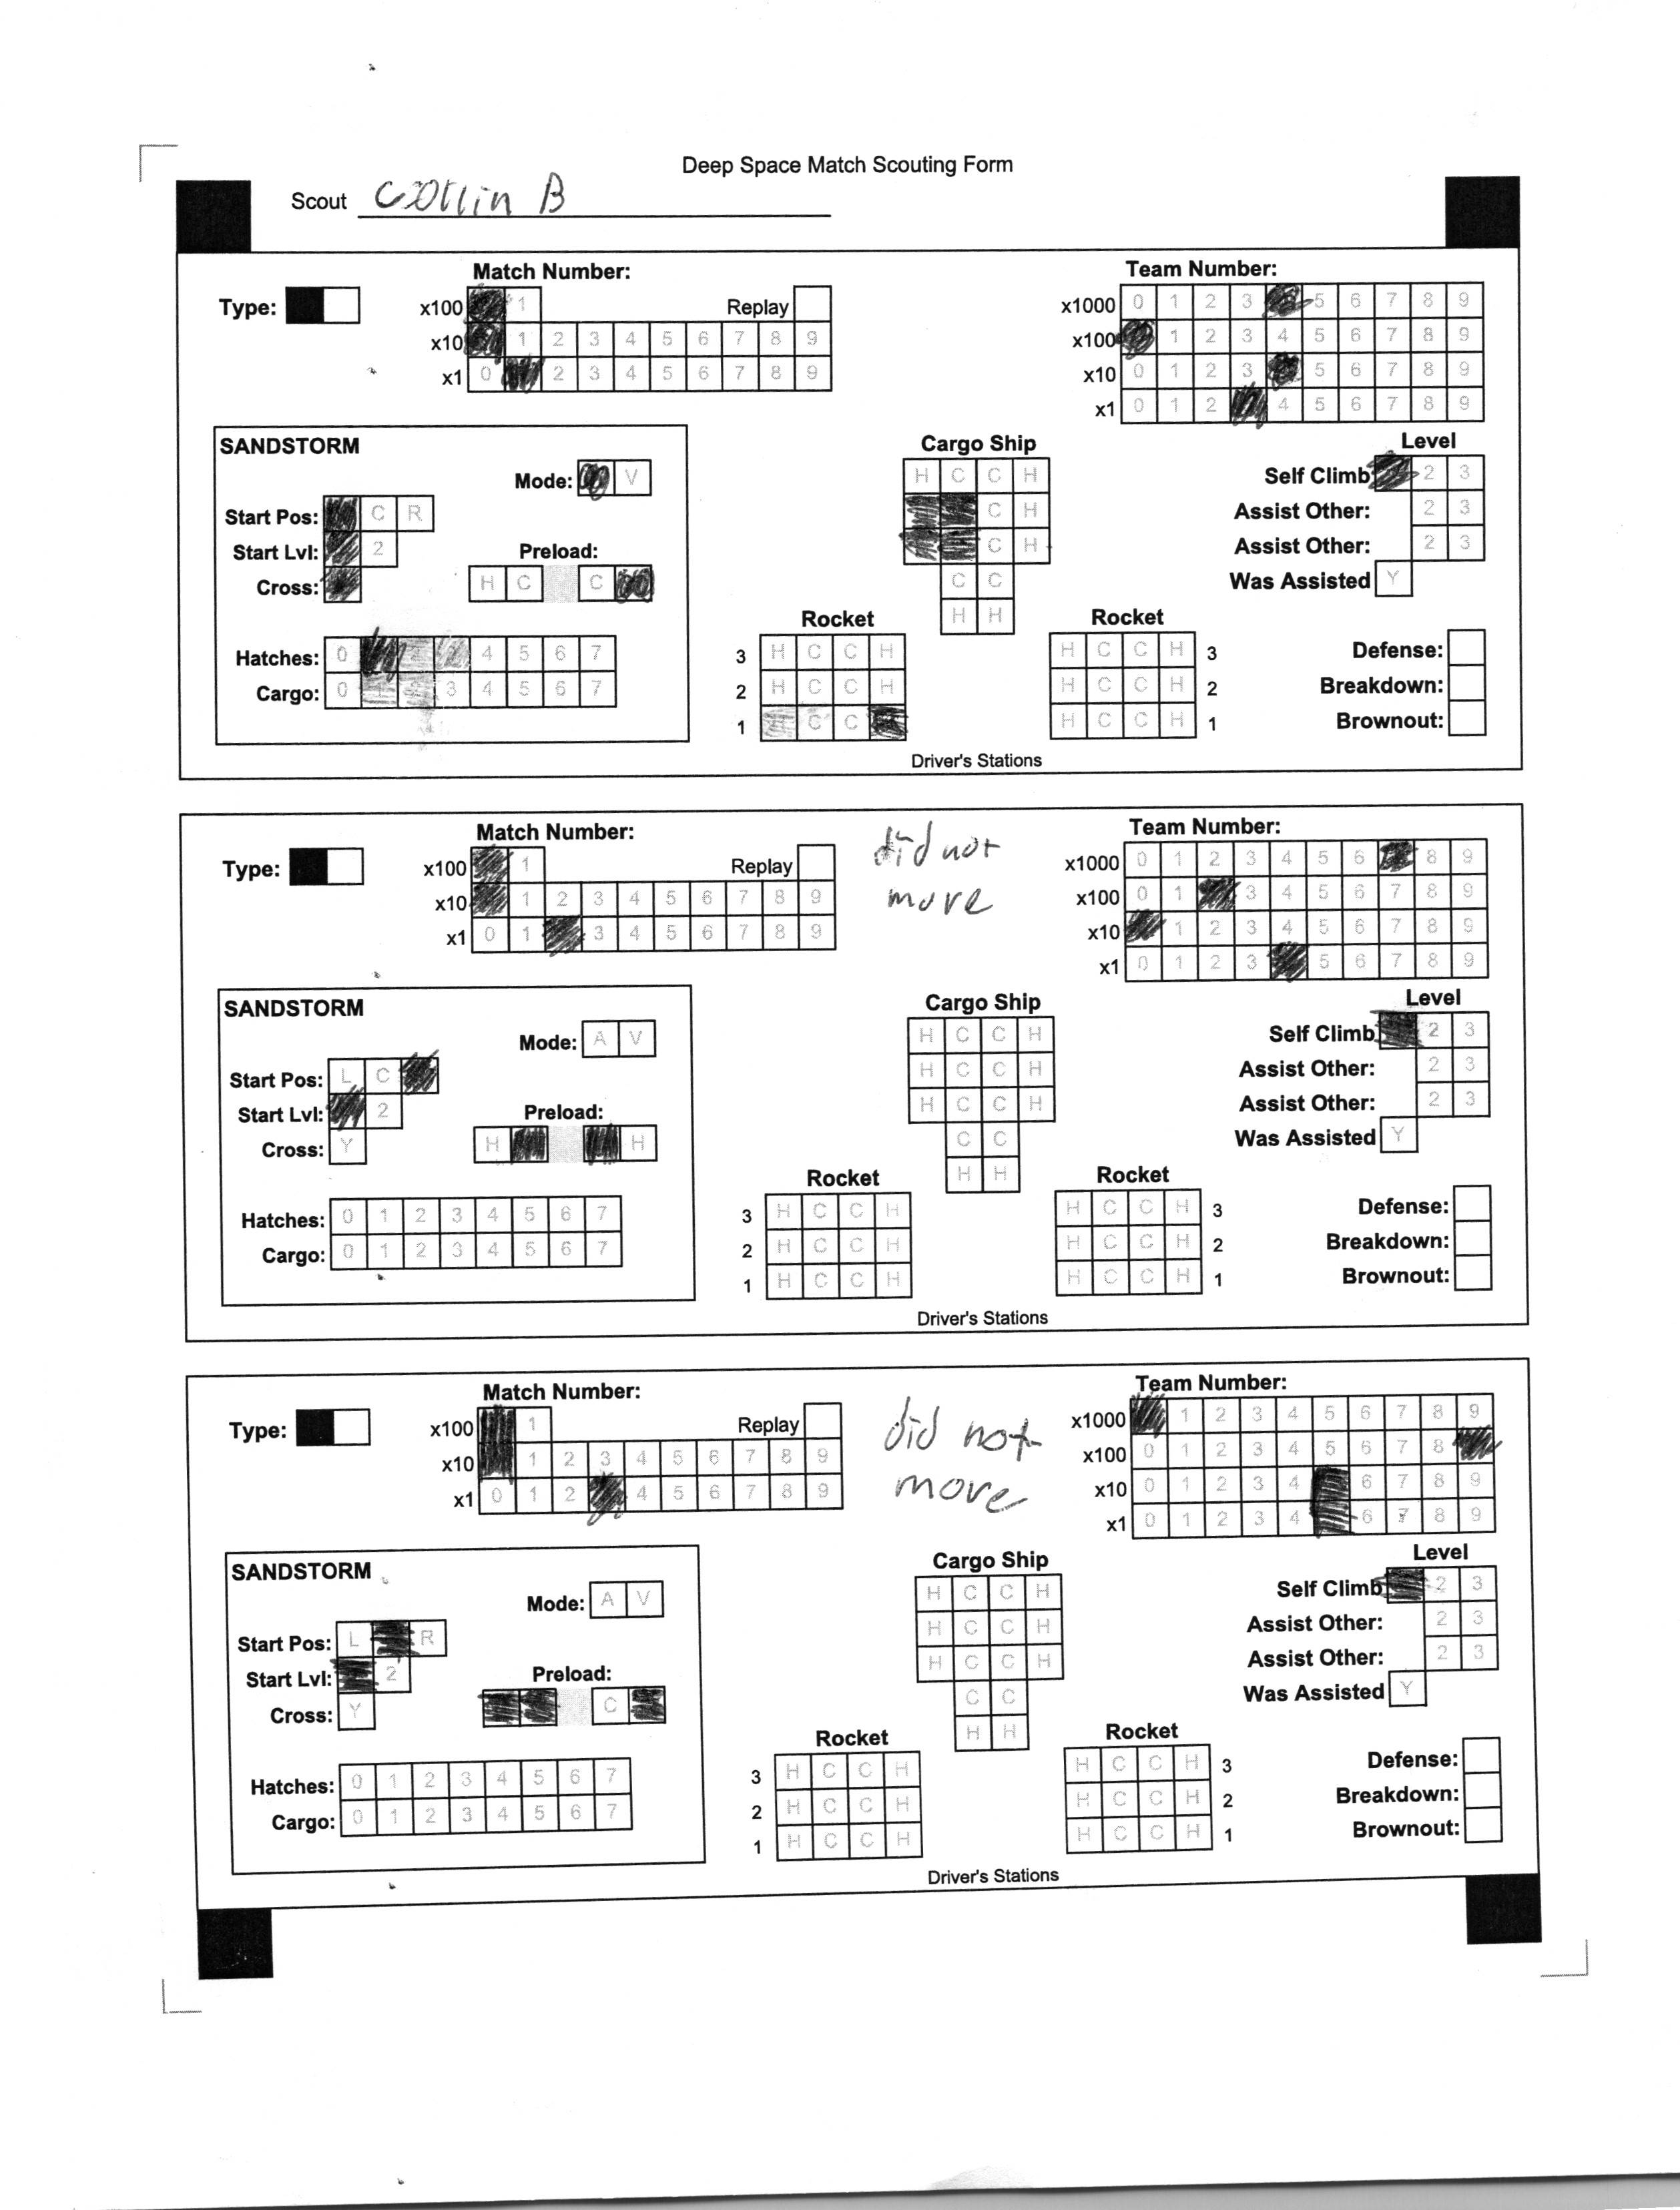 Deep Space Match Scouting Form
Scout Collin B
Match Number: Team Number:
Type: x100 1 Replay x1000 0 1 2 3 5 6 7 8 9
x10 1 2 3 4 5 6 7 8 9 x100 1 2 3 4 5 6 7 8 9
x1 0 2 3 4 5 6 7 8 9 x10 0 1 2 3 5 6 7 8 9
x1 0 1 2 4 5 6 7 8 9
SANDSTORM Cargo Ship Level
Mode: V H C C H Self Climb 2 3
Start Pos: C R C H Assist Other: 2 3
Start Lvl: 2 Preload: C H Assist Other: 2 3
Cross: H C C C C Was Assisted Y
H H
Rocket Rocket
Hatches: 0 4 5 6 7 3 H C C H H C C H 3 Defense:
Cargo: 0 3 4 5 6 7 2 H C C H H C C H 2 Breakdown:
1 H C C H C C H 1 Brownout:
Driver's Stations
Match Number: did not Team Number:
Type: x100 1 Replay move x1000 0 1 2 3 4 5 6 8 9
x10 1 2 3 4 5 6 7 8 9 x100 0 1 3 4 5 6 7 8 9
x1 0 1 3 4 5 6 7 8 9 x10 1 2 3 4 5 6 7 8 9
x1 0 1 2 3 5 6 7 8 9
SANDSTORM Cargo Ship Level
Mode: A V H C C H Self Climb 2 3
Start Pos: L C H C C H Assist Other: 2 3
Start Lvl: 2 Preload: H C C H Assist Other: 2 3
Cross: Y H H C C Was Assisted Y
H H
Rocket Rocket
Hatches: 0 1 2 3 4 5 6 7 3 H C C H H C C H 3 Defense:
Cargo: 0 1 2 3 4 5 6 7 2 H C C H H C C H 2 Breakdown:
1 H C C H H C C H 1 Brownout:
Driver's Stations
Match Number: did not Team Number:
Type: x100 1 Replay move x1000 1 2 3 4 5 6 7 8 9
x10 1 2 3 4 5 6 7 8 9 x100 0 1 2 3 4 5 6 7 8
x1 0 1 2 4 5 6 7 8 9 x10 0 1 2 3 4 6 7 8 9
x1 0 1 2 3 4 6 7 8 9
SANDSTORM Cargo Ship Level
Mode: A V H C C H Self Climb 2 3
Start Pos: L R H C C H Assist Other: 2 3
Start Lvl: 2 Preload: H C C H Assist Other: 2 3
Cross: Y C C C Was Assisted Y
H H
Rocket Rocket
Hatches: 0 1 2 3 4 5 6 7 3 H C C H H C C H 3 Defense:
Cargo: 0 1 2 3 4 5 6 7 2 H C C H H C C H 2 Breakdown:
1 H C C H H C C H 1 Brownout:
Driver's Stations